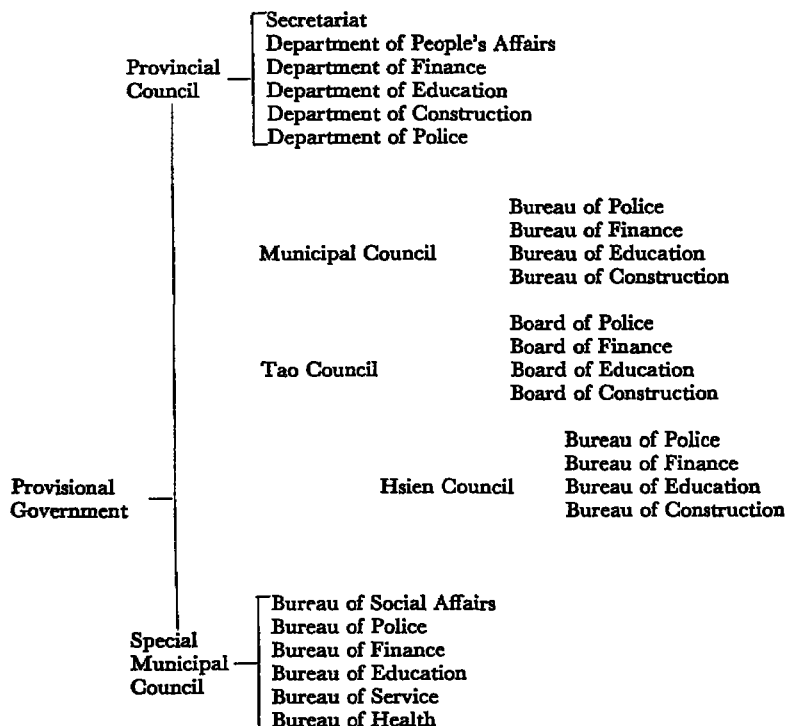 Secretariat
Department of People's Affairs
Provincial
Council
Department of Finance
Department of Education
Department of Construction
Department of Police
Municipal Council
Bureau of Police
Bureau of Finance
Bureau of Education
Bureau of Construction
Tao Council
Board of Police
Board of Finance
Board of Education
Board of Construction
Provisional
Government
Hsien Council
Bureau of Police
Bureau of Finance
Bureau of Education
Bureau of Construction
Special
Municipal
Council
Bureau of Social Affairs
Bureau of Police
Bureau of Finance
Bureau of Education
Bureau of Service
Bureau of Health